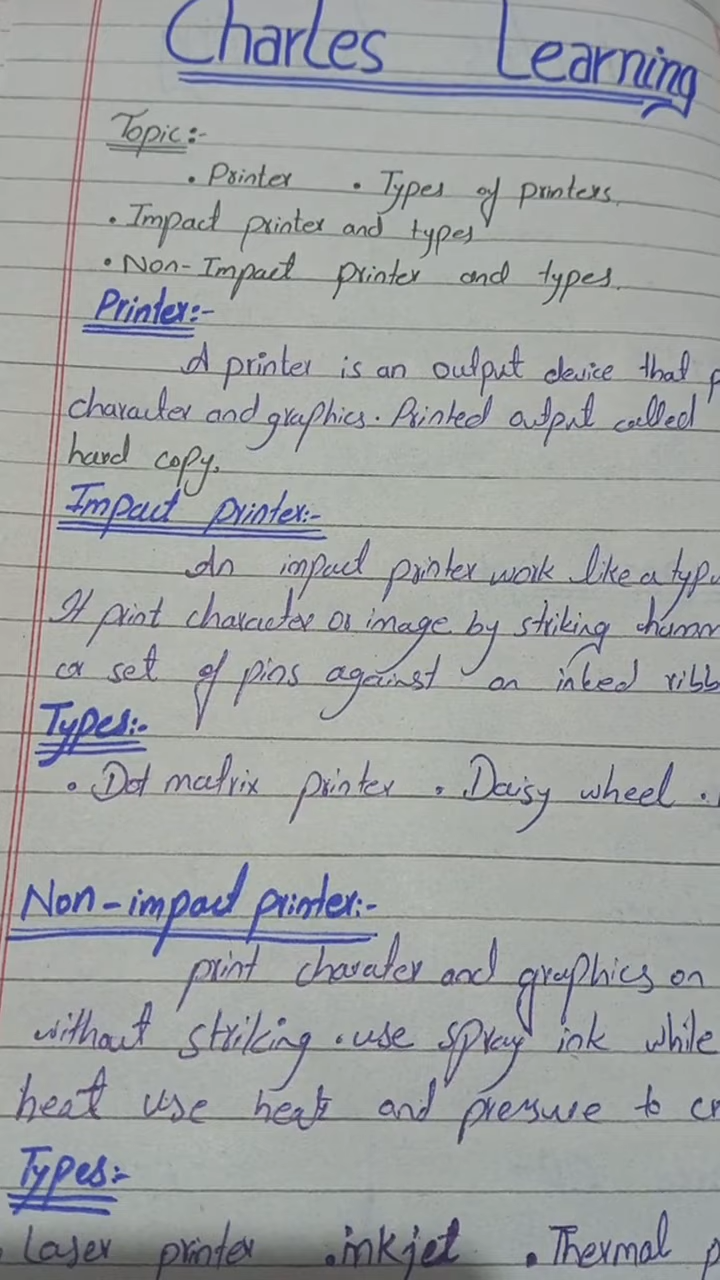 Charles Learning
Topic:-
• Printer • Types of printers.
• Impact printer and types
• Non-Impact printer and types.
Printer:-
A printer is an output device that
character and graphics. Printed output called
hard copy.
Impact printer:-
An impact printer work like a
It print character or image by striking
or set of pins against an inked
Types:-
• Dot matrix printer • Daisy wheel •
Non-impact printer:-
print charater and graphics on
without striking . use spray ink while
heat use heat and pressure to
Types:-
• Laser printer • inkjet • Thermal